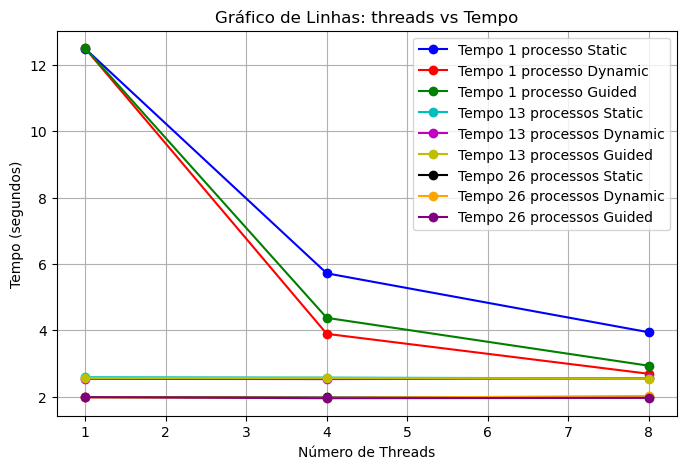 Gráfico de Linhas: threads vs Tempo
Tempo 1 processo Static
Tempo 1 processo Dynamic
Tempo 1 processo Guided
Tempo 13 processos Static
Tempo 13 processos Dynamic
Tempo 13 processos Guided
Tempo 26 processos Static
Tempo 26 processos Dynamic
Tempo 26 processos Guided
Tempo (segundos)
12
10
8
6
4
2
1 2 3 4 5 6 7 8
Número de Threads